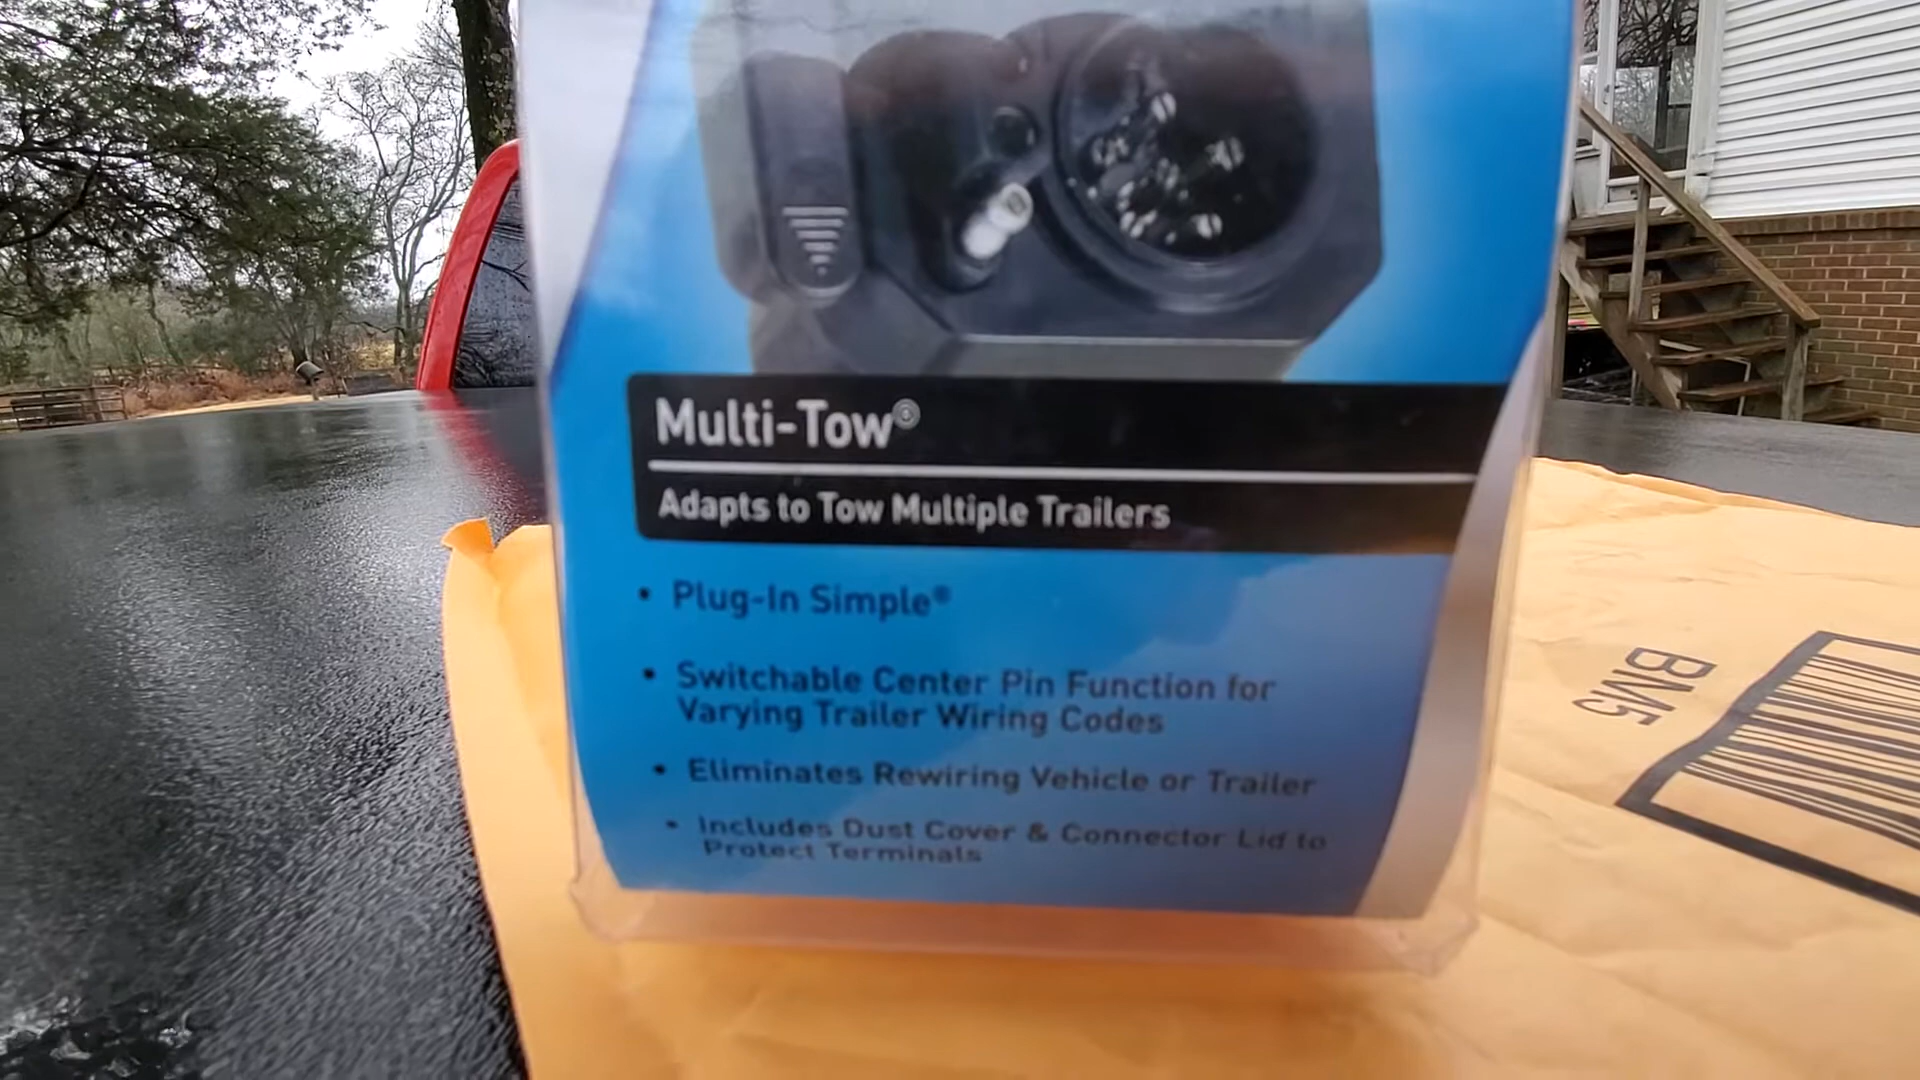 Multi-Tow®
Adapts to Tow Multiple Trailers
• Plug-In Simple®
• Switchable Center Pin Function for
Varying Trailer Wiring Codes
• Eliminates Rewiring Vehicle or Trailer
• Includes Dust Cover & Connector Lid to
Protect Terminals
BM5